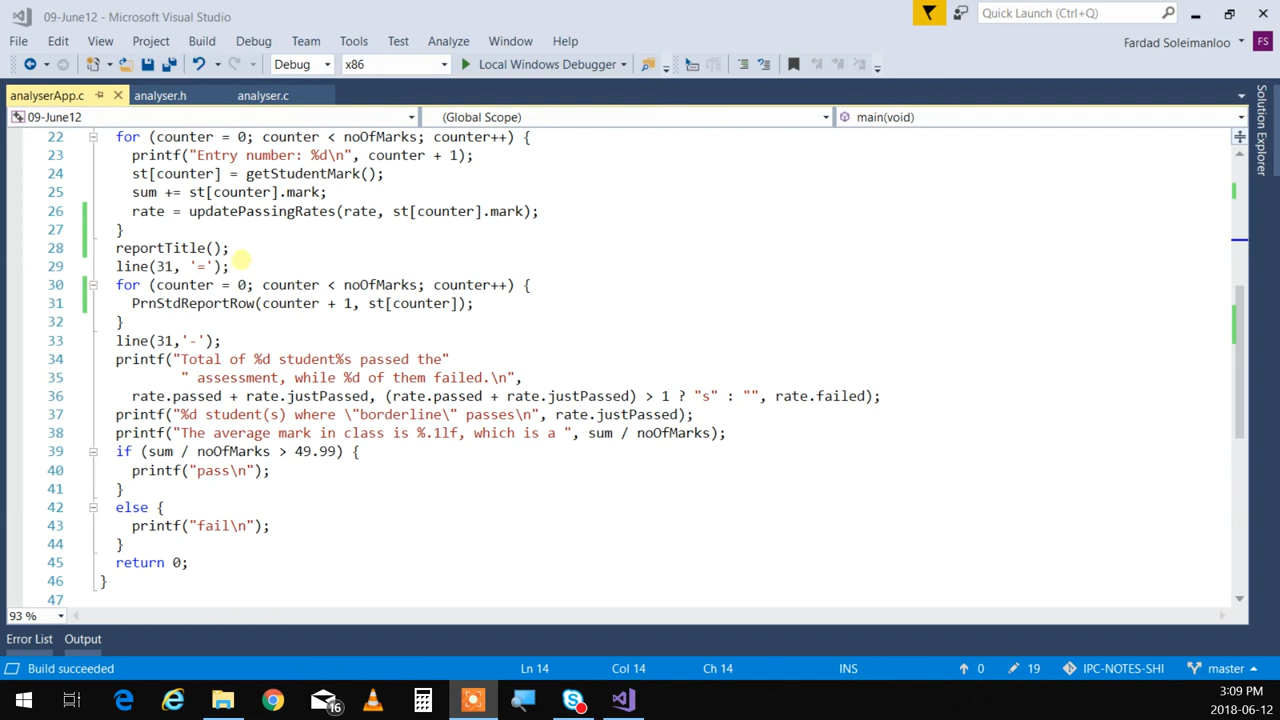 09-June12 - Microsoft Visual Studio
Quick Launch (Ctrl+Q)
File Edit View Project Build Debug Team Tools Test Analyze Window Help
Fardad Soleimanloo FS
Debug x86 Local Windows Debugger
analyserApp.c analyser.h analyser.c
09-June12 (Global Scope) main(void)
Solution Explorer
22 for (counter = 0; counter < noOfMarks; counter++) {
23 printf("Entry number: %d\n", counter + 1);
24 st[counter] = getStudentMark();
25 sum += st[counter].mark;
26 rate = updatePassingRates(rate, st[counter].mark);
27 }
28 reportTitle();
29 line(31, '=');
30 for (counter = 0; counter < noOfMarks; counter++) {
31 PrnStdReportRow(counter + 1, st[counter]);
32 }
33 line(31,'-');
34 printf("Total of %d student%s passed the"
35 " assessment, while %d of them failed.\n",
36 rate.passed + rate.justPassed, (rate.passed + rate.justPassed) > 1 ? "s" : "", rate.failed);
37 printf("%d student(s) where \"borderline\" passes\n", rate.justPassed);
38 printf("The average mark in class is %.1lf, which is a ", sum / noOfMarks);
39 if (sum / noOfMarks > 49.99) {
40 printf("pass\n");
41 }
42 else {
43 printf("fail\n");
44 }
45 return 0;
46 }
47
93 %
Error List Output
Build succeeded Ln 14 Col 14 Ch 14 INS 0 19 IPC-NOTES-SHI master
16
3:09 PM
2018-06-12